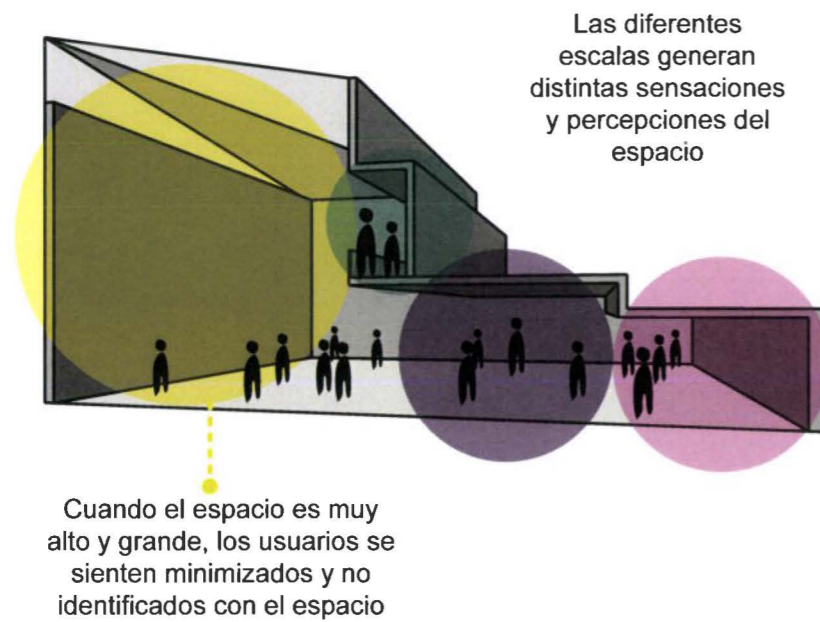 Las diferentes
escalas generan
distintas sensaciones
y percepciones del
espacio
Cuando el espacio es muy
alto y grande, los usuarios se
sienten minimizados y no
identificados con el espacio